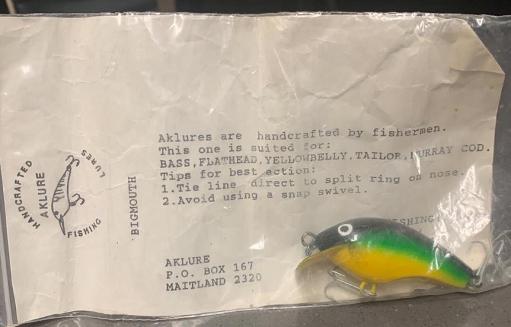 HANDCRAFTED
LURES
AKLURE
FISHING
BIGMOUTH
Aklures are handcrafted by fishermen.
This one is suited for:
BASS,FLATHEAD,YELLOWBELLY,TAILOR,MURRAY COD.
Tips for best action:
1.Tie line direct to split ring on nose.
2.Avoid using a snap swivel.
FISHING
AKLURE
P.O. BOX 167
MAITLAND 2320